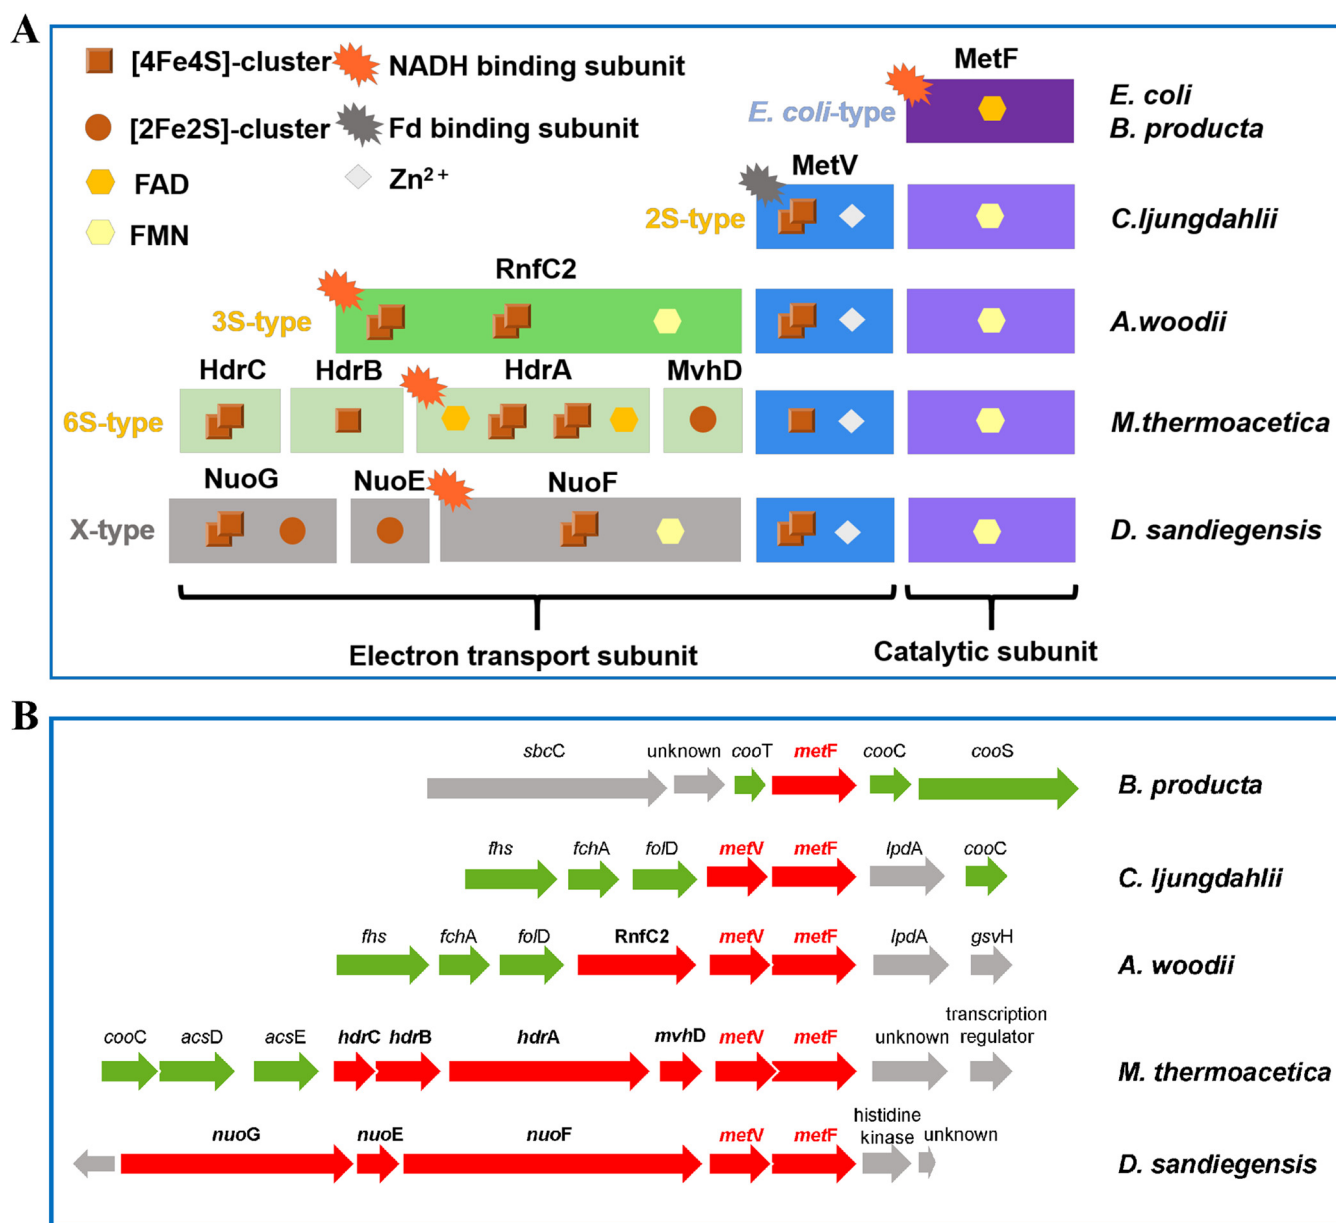 A
[4Fe4S]-cluster
NADH binding subunit
MetF
[2Fe2S]-cluster
Fd binding subunit
E. coli-type
E. coli
B. producta
FAD
Zn2+
MetV
FMN
2S-type
C.ljungdahlii
RnfC2
3S-type
A.woodii
HdrC
HdrB
HdrA
MvhD
6S-type
M.thermoacetica
NuoG
NuoE
NuoF
X-type
D. sandiegensis
Electron transport subunit
Catalytic subunit
B
sbcC
unknown
cooT
metF
cooC
cooS
B. producta
fhs
fchA
folD
metV
metF
lpdA
cooC
C. ljungdahlii
fhs
fchA
folD
RnfC2
metV
metF
lpdA
gsvH
A. woodii
cooC
acsD
acsE
hdrC
hdrB
hdrA
mvhD
metV
metF
unknown
transcription
regulator
M. thermoacetica
nuoG
nuoE
nuoF
metV
metF
histidine
kinase
unknown
D. sandiegensis